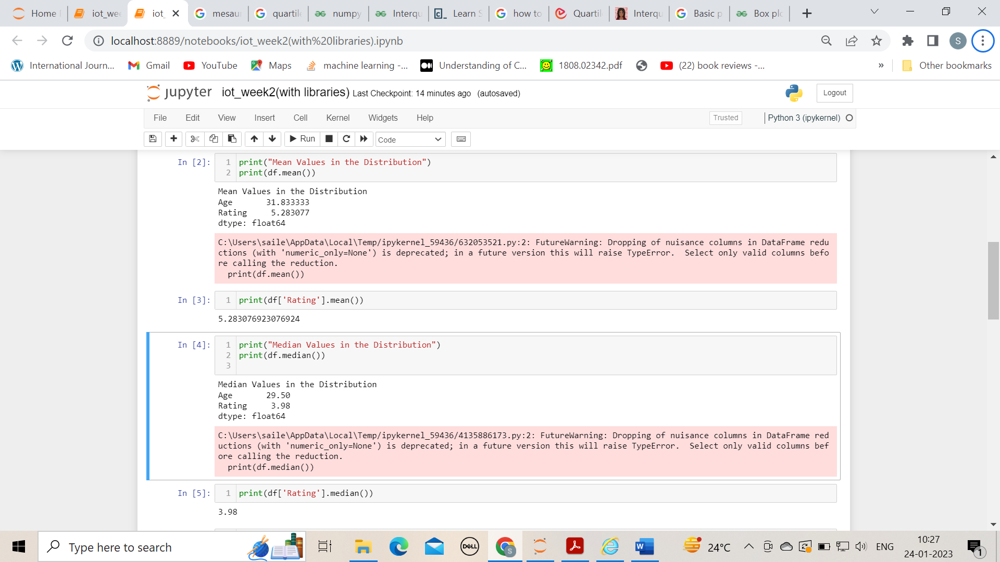 Home
iot_wee
iot_
mesau
quartile
numpy
Interqu
Learn S
how to
Quartil
Interqu
Basic p
Box plo
localhost:8889/notebooks/iot_week2(with%20libraries).ipynb
S
International Journ...
Gmail
YouTube
Maps
machine learning -...
Understanding of C...
1808.02342.pdf
(22) book reviews -...
»
Other bookmarks
jupyter iot_week2(with libraries) Last Checkpoint: 14 minutes ago (autosaved)
Logout
File Edit View Insert Cell Kernel Widgets Help
Trusted
Python 3 (ipykernel)
Run
Code
In [2]:
1 print("Mean Values in the Distribution")
2 print(df.mean())
Mean Values in the Distribution
Age 31.833333
Rating 5.283077
dtype: float64
C:\Users\saile\AppData\Local\Temp/ipykernel_59436/632053521.py:2: FutureWarning: Dropping of nuisance columns in DataFrame redu
ctions (with 'numeric_only=None') is deprecated; in a future version this will raise TypeError.  Select only valid columns befo
re calling the reduction.
print(df.mean())
In [3]:
1 print(df['Rating'].mean())
5.283076923076924
In [4]:
1 print("Median Values in the Distribution")
2 print(df.median())
3
Median Values in the Distribution
Age 29.50
Rating 3.98
dtype: float64
C:\Users\saile\AppData\Local\Temp/ipykernel_59436/4135886173.py:2: FutureWarning: Dropping of nuisance columns in DataFrame red
uctions (with 'numeric_only=None') is deprecated; in a future version this will raise TypeError.  Select only valid columns bef
ore calling the reduction.
print(df.median())
In [5]:
1 print(df['Rating'].median())
3.98
Type here to search
DELL
S
W
24°C
ENG
10:27
24-01-2023
1